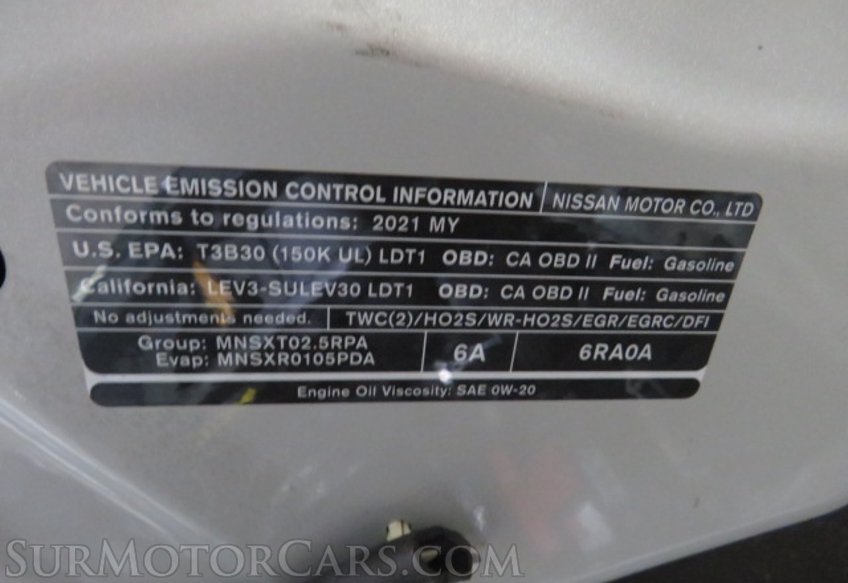 VEHICLE EMISSION CONTROL INFORMATION NISSAN MOTOR CO., LTD
Conforms to regulations: 2021 MY
U.S. EPA: T3B30 (150K UL) LDT1 OBD: CA OBD II Fuel: Gasoline
California: LEV3-SULEV30 LDT1 OBD: CA OBD II Fuel: Gasoline
No adjustments needed. TWC(2)/HO2S/WR-HO2S/EGR/EGRC/DFI
Group: MNSXT02.5RPA
Evap: MNSXR0105PDA
6A 6RA0A
Engine Oil Viscosity: SAE 0W-20
SURMOTORCARS.COM